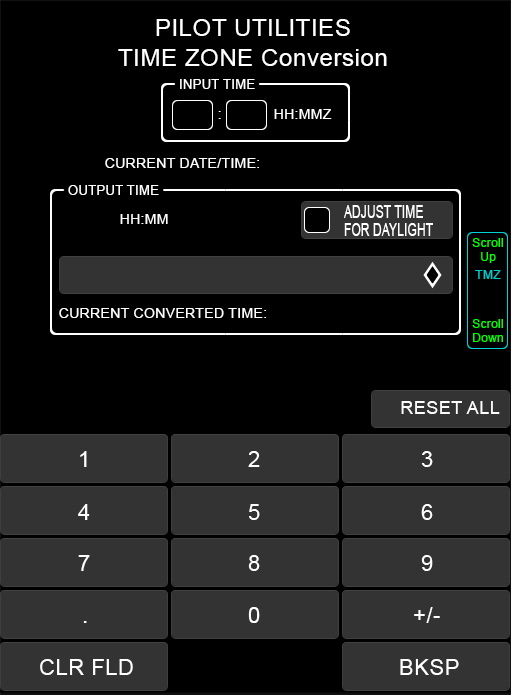 PILOT UTILITIES
TIME ZONE Conversion
INPUT TIME
: HH:MMZ
CURRENT DATE/TIME:
OUTPUT TIME
HH:MM
ADJUST TIME
FOR DAYLIGHT
CURRENT CONVERTED TIME:
Scroll
Up
TMZ
Scroll
Down
RESET ALL
1 2 3
4 5 6
7 8 9
. 0 +/-
CLR FLD BKSP